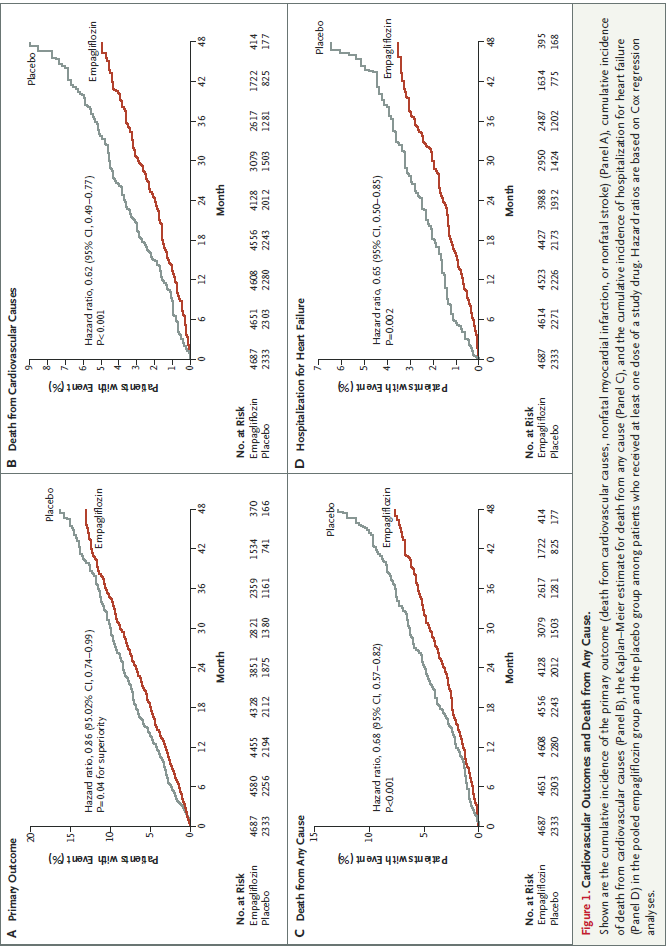 A Primary Outcome
Patients with Event (%)
20
15
10
5
0
Placebo
Empagliflozin
Hazard ratio, 0.86 (95.02% CI, 0.74–0.99)
P=0.04 for superiority
0 6 12 18 24 30 36 42 48
Month
No. at Risk
Empagliflozin 4687 4580 4455 4328 3851 2821 2359 1534 370
Placebo 2333 2256 2194 2112 1875 1380 1161 741 166
B Death from Cardiovascular Causes
Patients with Event (%)
9
8
7
6
5
4
3
2
1
0
Placebo
Empagliflozin
Hazard ratio, 0.62 (95% CI, 0.49–0.77)
P<0.001
0 6 12 18 24 30 36 42 48
Month
No. at Risk
Empagliflozin 4687 4651 4608 4556 4128 3079 2617 1722 414
Placebo 2333 2303 2280 2243 2012 1503 1281 825 177
C Death from Any Cause
Patients with Event (%)
15
10
5
0
Placebo
Empagliflozin
Hazard ratio, 0.68 (95% CI, 0.57–0.82)
P<0.001
0 6 12 18 24 30 36 42 48
Month
No. at Risk
Empagliflozin 4687 4651 4608 4556 4128 3079 2617 1722 414
Placebo 2333 2303 2280 2243 2012 1503 1281 825 177
D Hospitalization for Heart Failure
Patients with Event (%)
7
6
5
4
3
2
1
0
Placebo
Empagliflozin
Hazard ratio, 0.65 (95% CI, 0.50–0.85)
P=0.002
0 6 12 18 24 30 36 42 48
Month
No. at Risk
Empagliflozin 4687 4614 4523 4427 3988 2950 2487 1634 395
Placebo 2333 2271 2226 2173 1932 1424 1202 775 168
Figure 1. Cardiovascular Outcomes and Death from Any Cause.
Shown are the cumulative incidence of the primary outcome (death from cardiovascular causes, nonfatal myocardial infarction, or nonfatal stroke) (Panel A), cumulative incidence
of death from cardiovascular causes (Panel B), the Kaplan–Meier estimate for death from any cause (Panel C), and the cumulative incidence of hospitalization for heart failure
(Panel D) in the pooled empagliflozin group and the placebo group among patients who received at least one dose of a study drug. Hazard ratios are based on Cox regression
analyses.